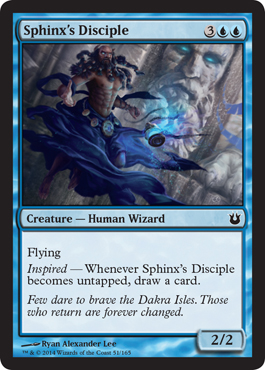 Sphinx's Disciple 3
Creature — Human Wizard
Flying
Inspired — Whenever Sphinx's Disciple
becomes untapped, draw a card.
Few dare to brave the Dakra Isles. Those
who return are forever changed.
2/2
Ryan Alexander Lee
™ & © 2014 Wizards of the Coast 51/165